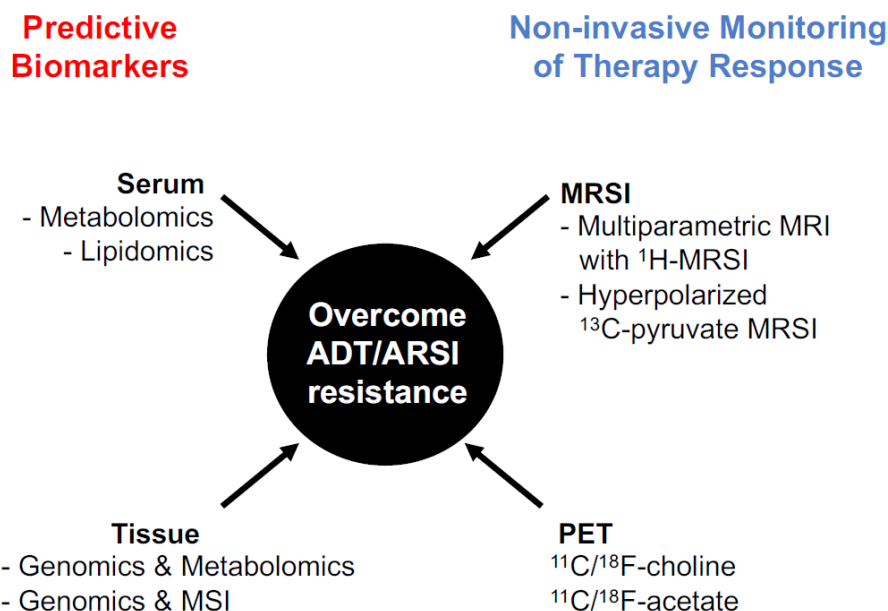 Predictive
Biomarkers
Non-invasive Monitoring
of Therapy Response
Serum
- Metabolomics
- Lipidomics
MRSI
- Multiparametric MRI
with ¹H-MRSI
- Hyperpolarized
¹³C-pyruvate MRSI
Overcome
ADT/ARSI
resistance
Tissue
- Genomics & Metabolomics
- Genomics & MSI
PET
¹¹C/¹⁸F-choline
¹¹C/¹⁸F-acetate